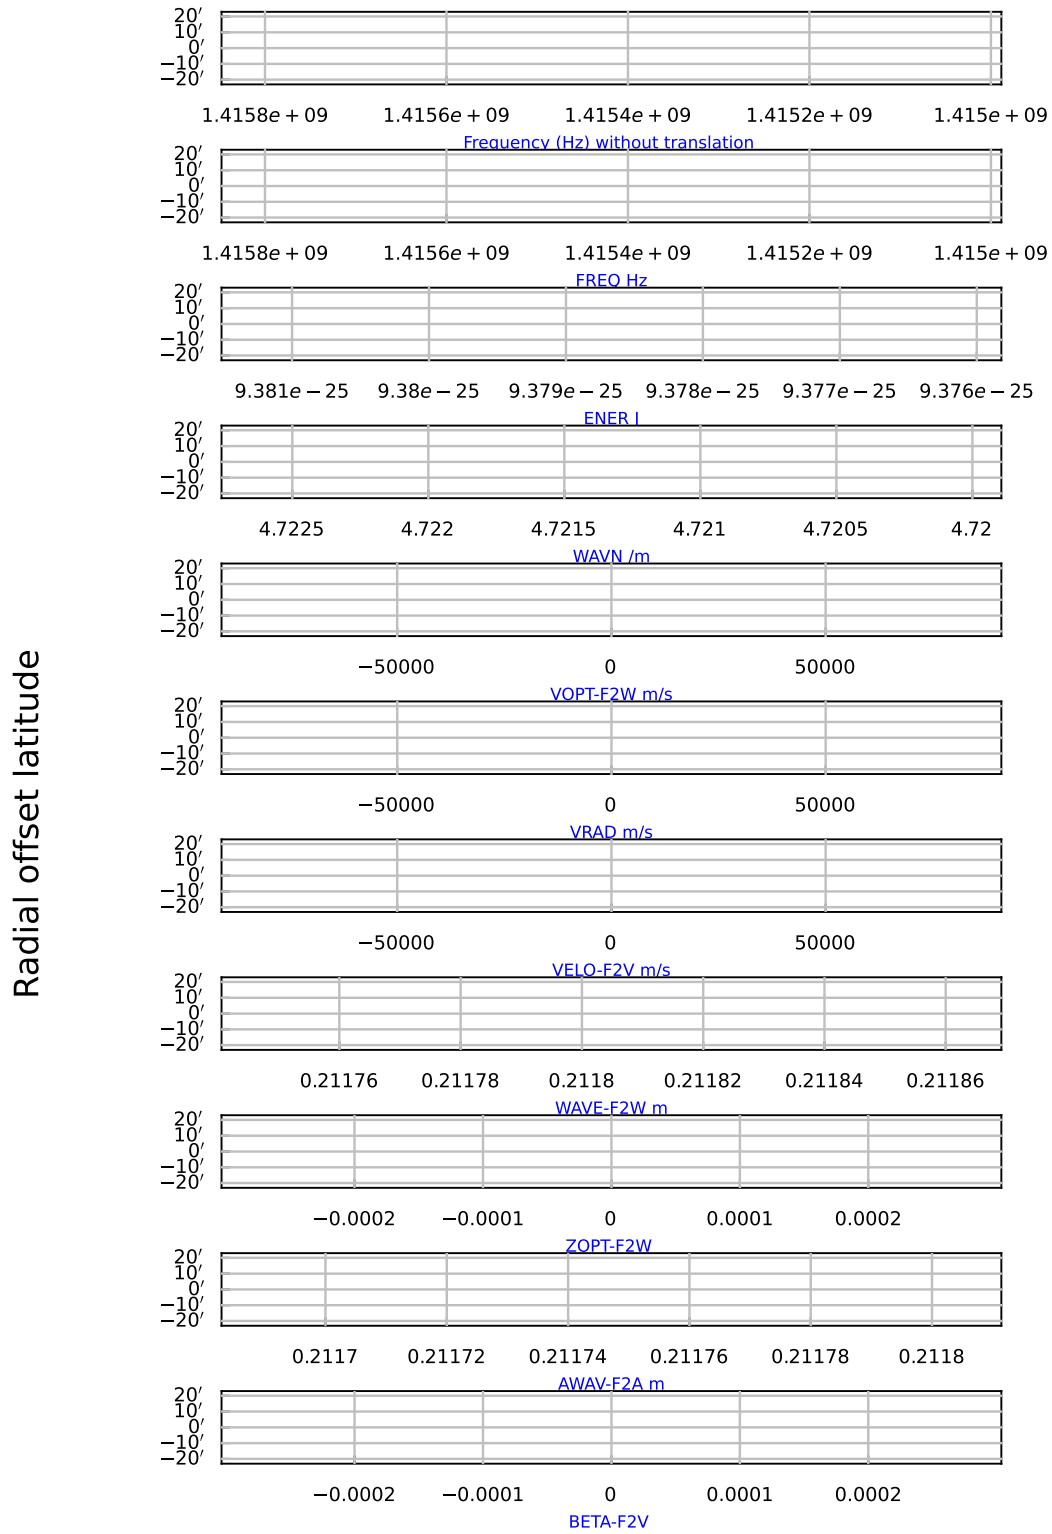 20′
10′
0′
−10′
−20′
1.4158e + 09 1.4156e + 09 1.4154e + 09 1.4152e + 09 1.415e + 09
Frequency (Hz) without translation
20′
10′
0′
−10′
−20′
1.4158e + 09 1.4156e + 09 1.4154e + 09 1.4152e + 09 1.415e + 09
FREQ Hz
20′
10′
0′
−10′
−20′
9.381e − 25 9.38e − 25 9.379e − 25 9.378e − 25 9.377e − 25 9.376e − 25
ENER J
20′
10′
0′
−10′
−20′
4.7225 4.722 4.7215 4.721 4.7205 4.72
WAVN /m
20′
10′
0′
−10′
−20′
−50000 0 50000
VOPT-F2W m/s
Radial offset latitude
20′
10′
0′
−10′
−20′
−50000 0 50000
VRAD m/s
20′
10′
0′
−10′
−20′
−50000 0 50000
VELO-F2V m/s
20′
10′
0′
−10′
−20′
0.21176 0.21178 0.2118 0.21182 0.21184 0.21186
WAVE-F2W m
20′
10′
0′
−10′
−20′
−0.0002 −0.0001 0 0.0001 0.0002
ZOPT-F2W
20′
10′
0′
−10′
−20′
0.2117 0.21172 0.21174 0.21176 0.21178 0.2118
AWAV-F2A m
20′
10′
0′
−10′
−20′
−0.0002 −0.0001 0 0.0001 0.0002
BETA-F2V